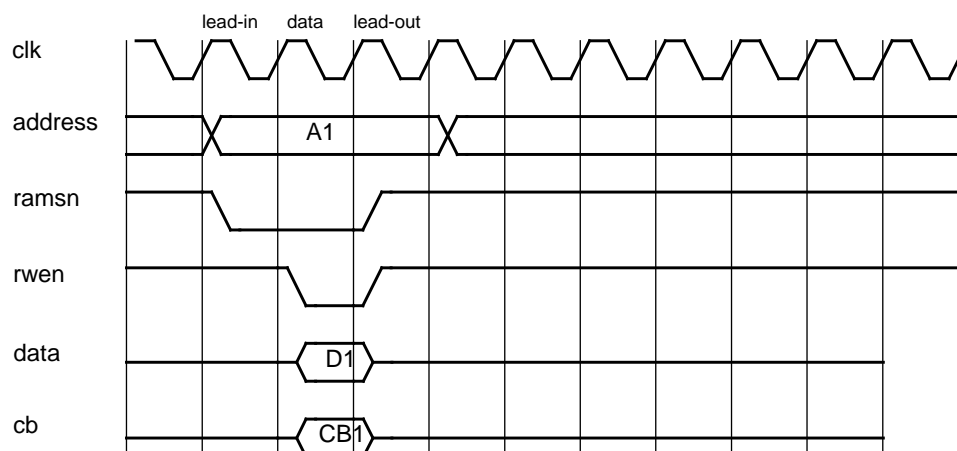 lead-in data lead-out
clk
address A1
ramsn
rwen
data D1
cb CB1